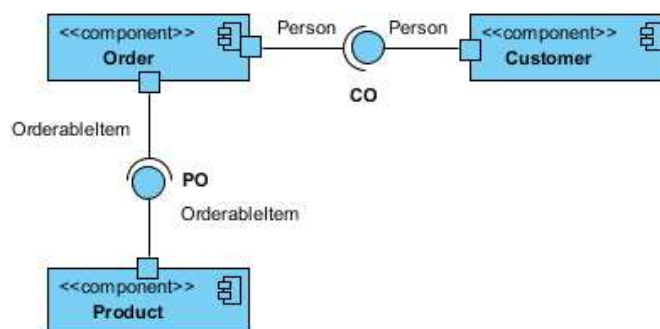 <<component>>
Order
Person
Person
<<component>>
Customer
CO
OrderableItem
PO
OrderableItem
<<component>>
Product